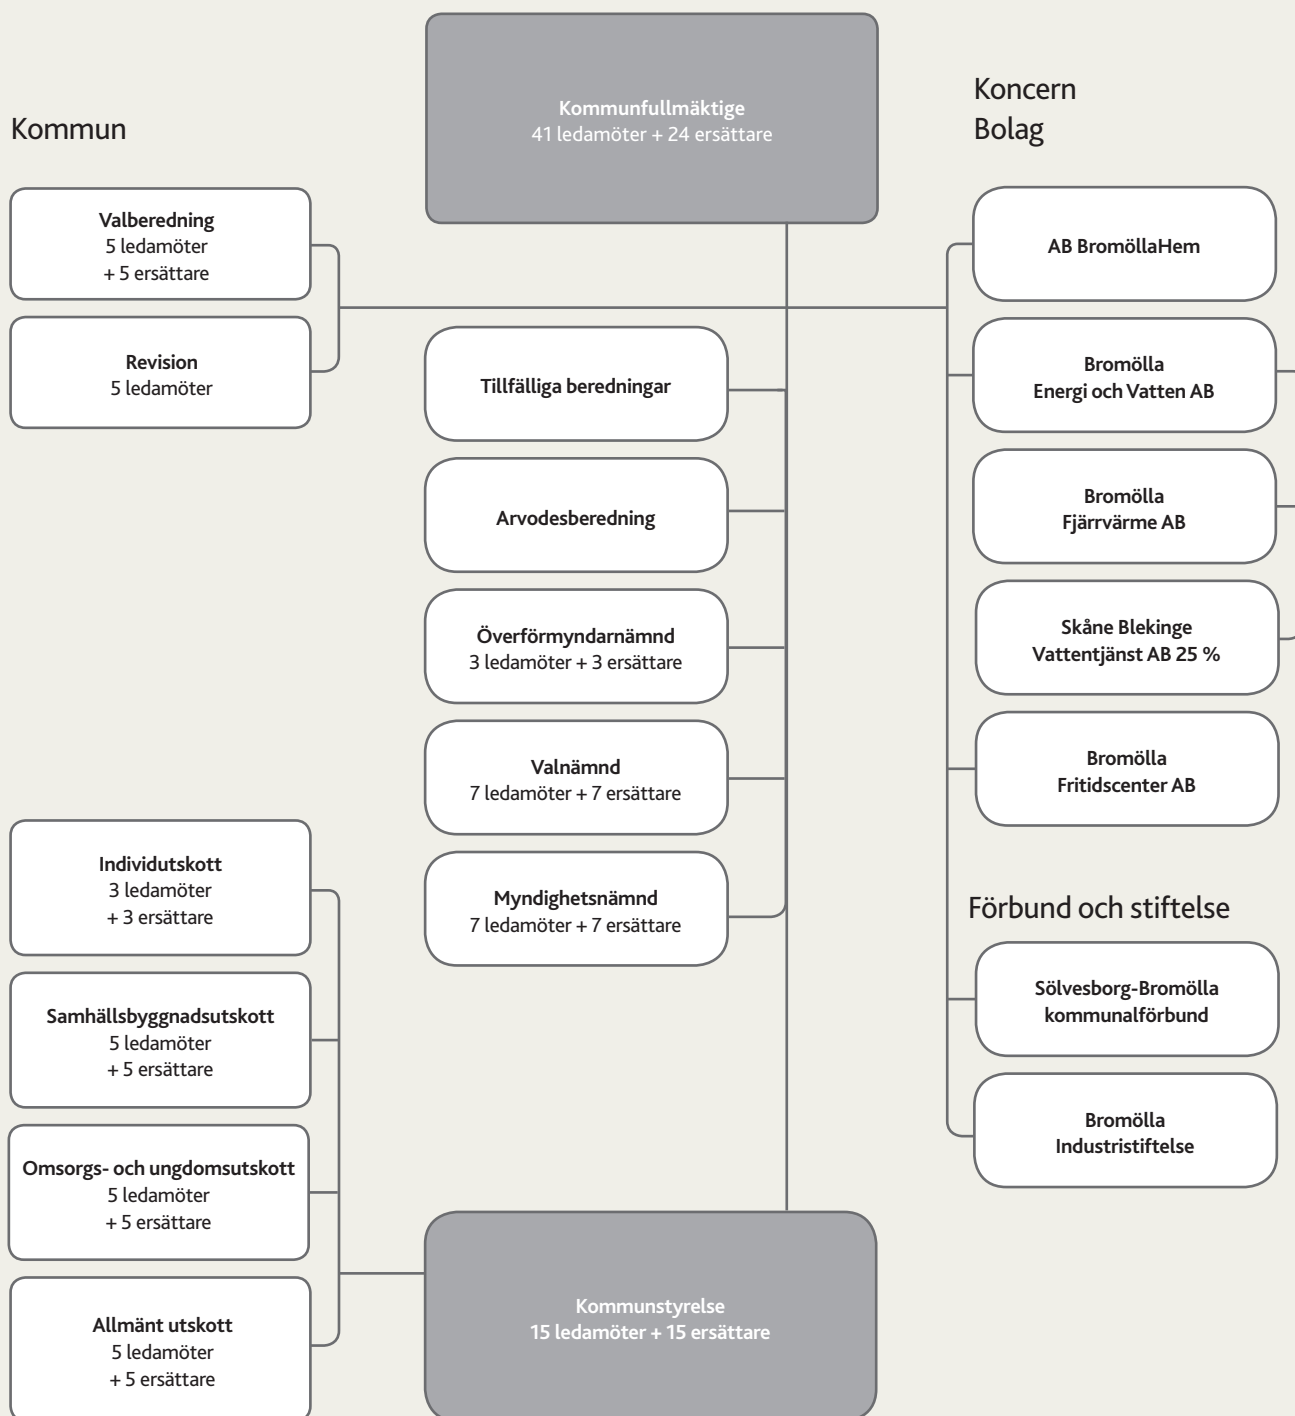 Kommunfullmäktige
41 ledamöter + 24 ersättare
Kommun
Valberedning
5 ledamöter
+ 5 ersättare
Revision
5 ledamöter
Tillfälliga beredningar
Arvodesberedning
Överförmyndarnämnd
3 ledamöter + 3 ersättare
Valnämnd
7 ledamöter + 7 ersättare
Myndighetsnämnd
7 ledamöter + 7 ersättare
Koncern
Bolag
AB BromöllaHem
Bromölla
Energi och Vatten AB
Bromölla
Fjärrvärme AB
Skåne Blekinge
Vattentjänst AB 25 %
Bromölla
Fritidscenter AB
Förbund och stiftelse
Sölvesborg-Bromölla
kommunalförbund
Bromölla
Industristiftelse
Individutskott
3 ledamöter
+ 3 ersättare
Samhällsbyggnadsutskott
5 ledamöter
+ 5 ersättare
Omsorgs- och ungdomsutskott
5 ledamöter
+ 5 ersättare
Allmänt utskott
5 ledamöter
+ 5 ersättare
Kommunstyrelse
15 ledamöter + 15 ersättare